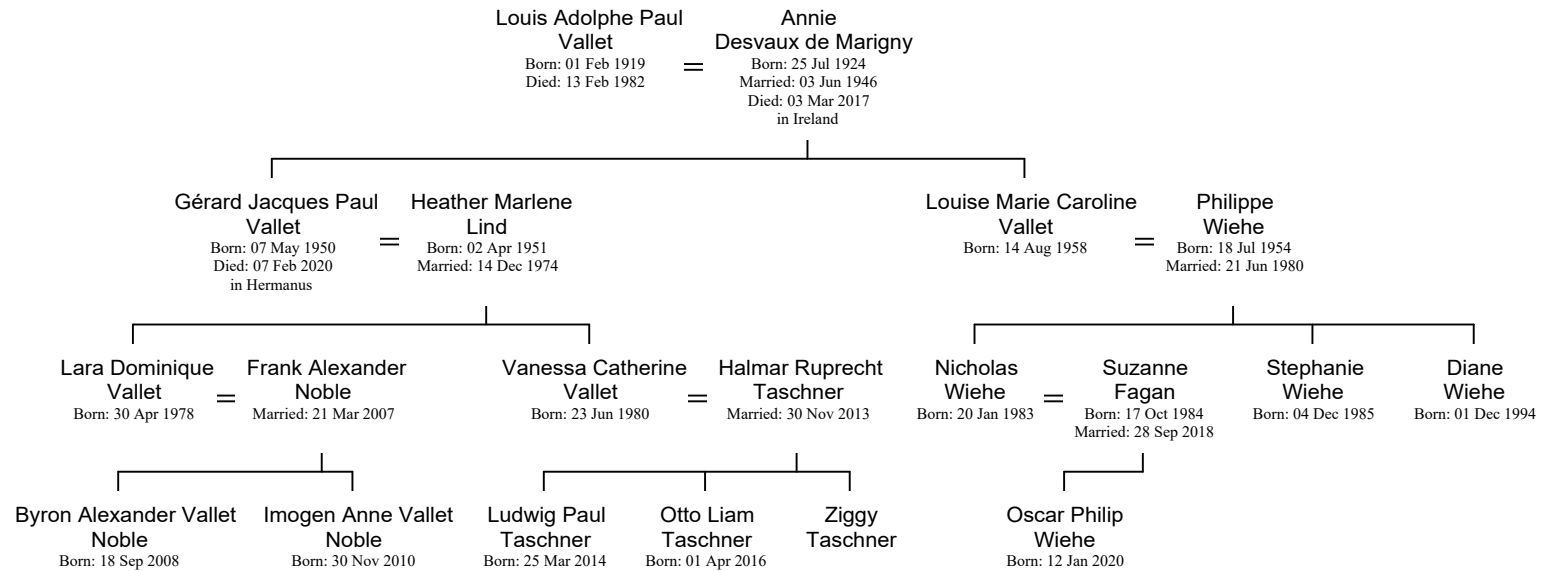 Louis Adolphe Paul
Vallet
Born: 01 Feb 1919
Died: 13 Feb 1982
=
Annie
Desvaux de Marigny
Born: 25 Jul 1924
Married: 03 Jun 1946
Died: 03 Mar 2017
in Ireland
Gérard Jacques Paul
Vallet
Born: 07 May 1950
Died: 07 Feb 2020
in Hermanus
=
Heather Marlene
Lind
Born: 02 Apr 1951
Married: 14 Dec 1974
Louise Marie Caroline
Vallet
Born: 14 Aug 1958
=
Philippe
Wiehe
Born: 18 Jul 1954
Married: 21 Jun 1980
Lara Dominique
Vallet
Born: 30 Apr 1978
=
Frank Alexander
Noble
Married: 21 Mar 2007
Vanessa Catherine
Vallet
Born: 23 Jun 1980
=
Halmar Ruprecht
Taschner
Married: 30 Nov 2013
Nicholas
Wiehe
Born: 20 Jan 1983
=
Suzanne
Fagan
Born: 17 Oct 1984
Married: 28 Sep 2018
Stephanie
Wiehe
Born: 04 Dec 1985
Diane
Wiehe
Born: 01 Dec 1994
Byron Alexander Vallet
Noble
Born: 18 Sep 2008
Imogen Anne Vallet
Noble
Born: 30 Nov 2010
Ludwig Paul
Taschner
Born: 25 Mar 2014
Otto Liam
Taschner
Born: 01 Apr 2016
Ziggy
Taschner
Oscar Philip
Wiehe
Born: 12 Jan 2020